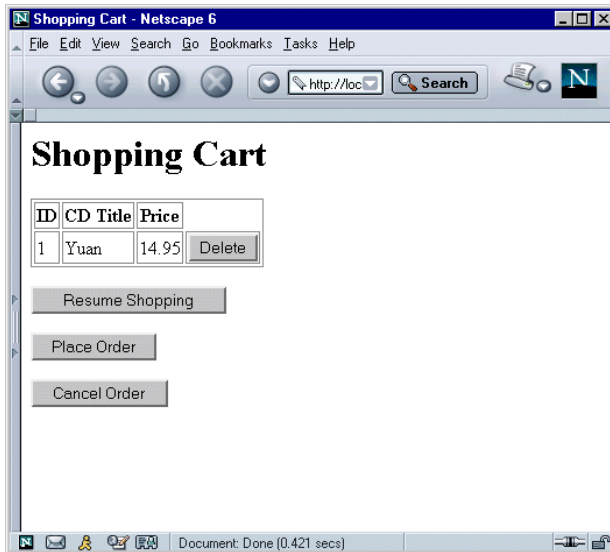 Shopping Cart - Netscape 6
File Edit View Search Go Bookmarks Tasks Help
http://loc Search N
Shopping Cart
ID CD Title Price
1 Yuan 14.95 Delete
Resume Shopping
Place Order
Cancel Order
Document: Done (0.421 secs)